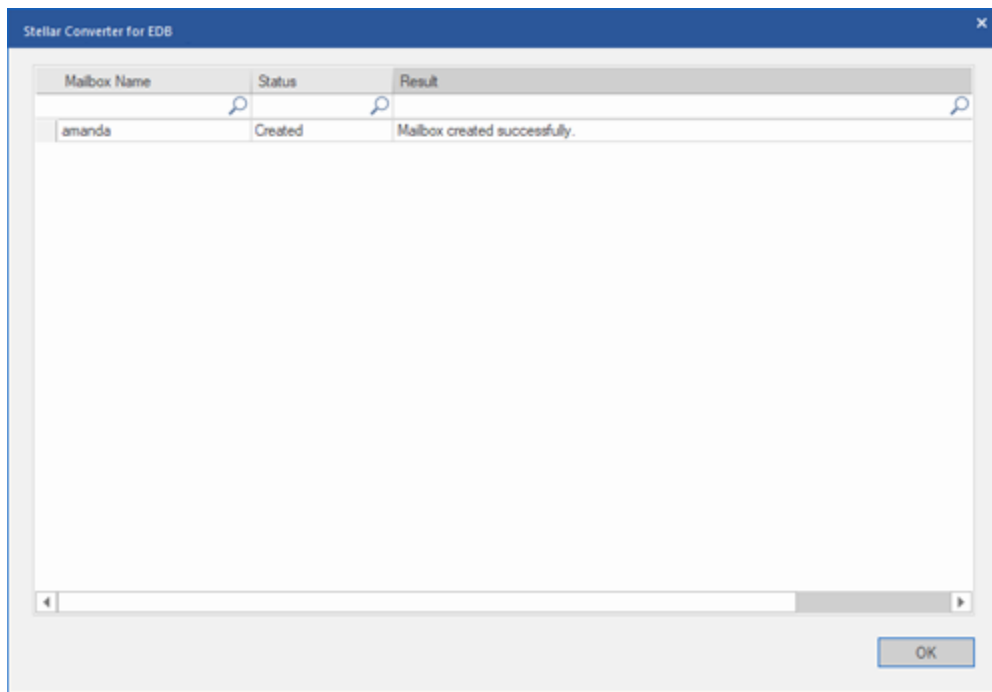 Stellar Converter for EDB
Mailbox Name Status Result
amanda Created Mailbox created successfully.
OK